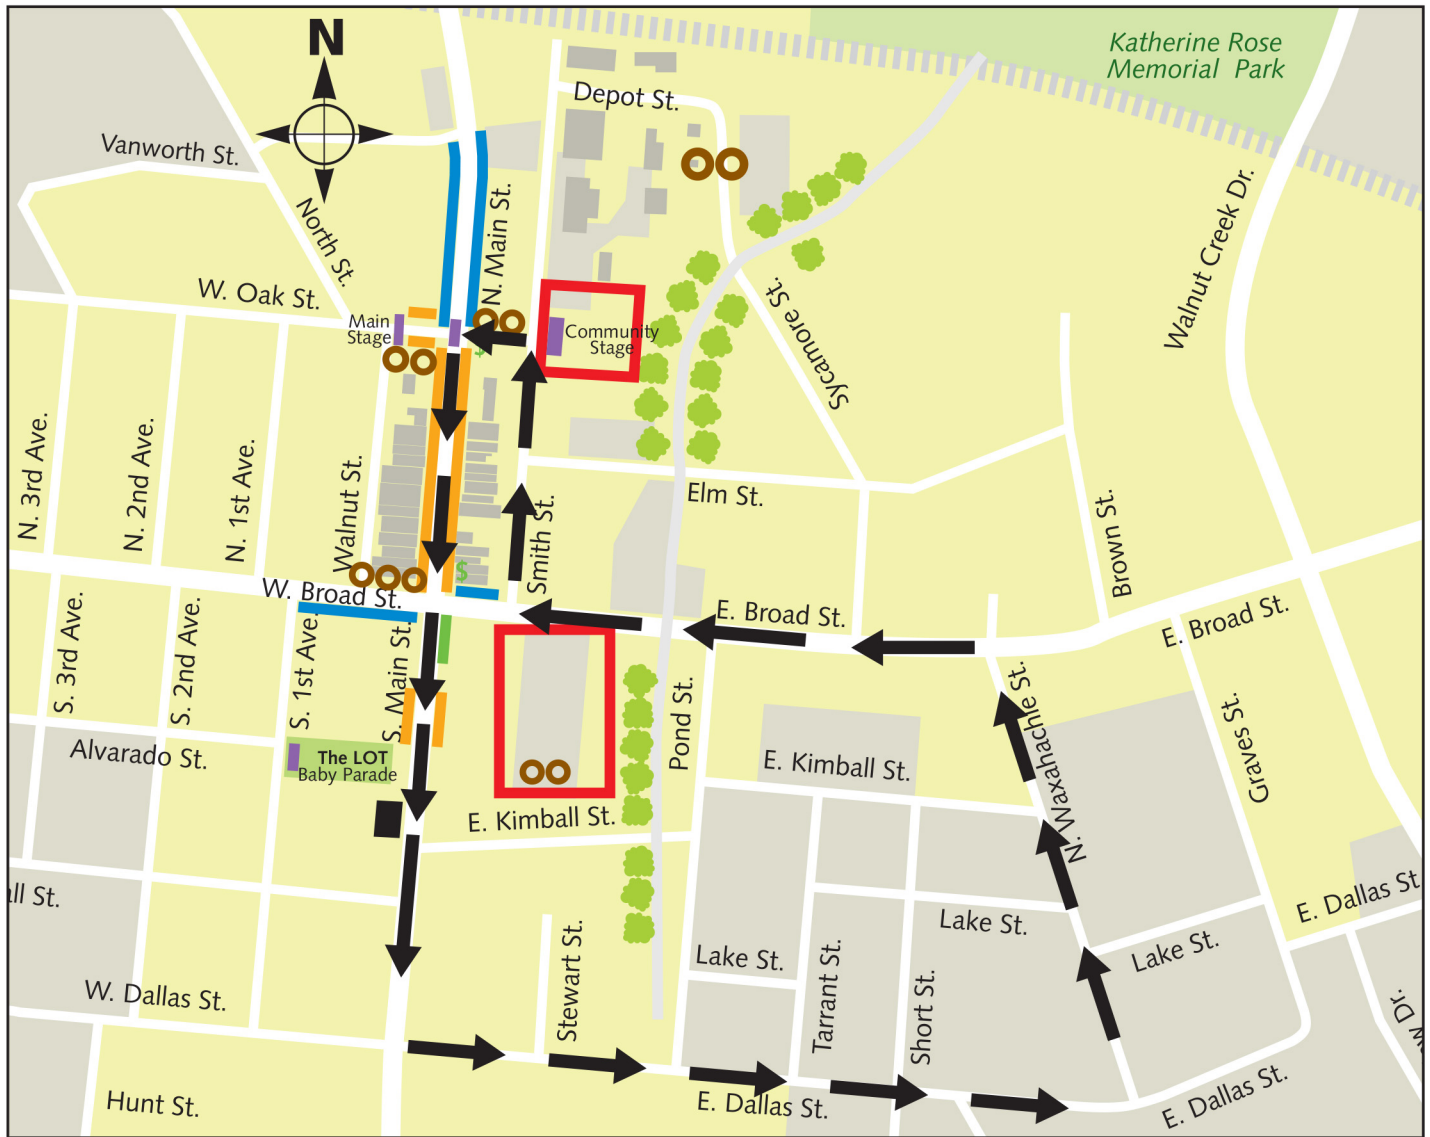 N
Katherine Rose
Memorial Park
Depot St.
Vanworth St.
North St.
N. Main St.
Walnut Creek Dr.
W. Oak St.
Main
Stage
$
Community
Stage
Sycamore St.
N. 3rd Ave.
N. 2nd Ave.
N. 1st Ave.
Walnut St.
Smith St.
Elm St.
Brown St.
$
W. Broad St.
E. Broad St.
E. Broad St.
S. 3rd Ave.
S. 2nd Ave.
S. 1st Ave.
S. Main St.
Pond St.
N. Waxahachie St.
Graves St.
Alvarado St.
The LOT
Baby Parade
E. Kimball St.
E. Kimball St.
ll St.
E. Dallas St
Lake St.
Lake St.
Lake St.
Stewart St.
Tarrant St.
Short St.
W. Dallas St.
w Dr.
Hunt St.
E. Dallas St.
E. Dallas St.